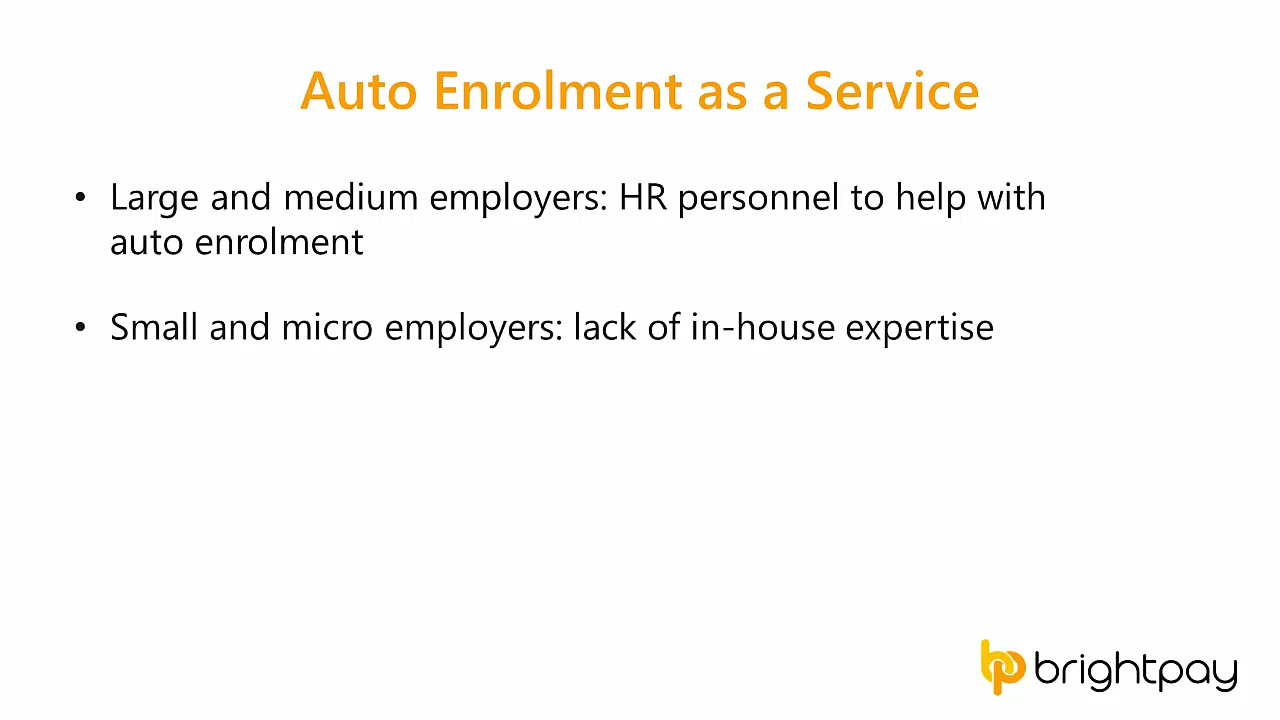 Auto Enrolment as a Service
• Large and medium employers: HR personnel to help with
auto enrolment
• Small and micro employers: lack of in-house expertise
bp brightpay